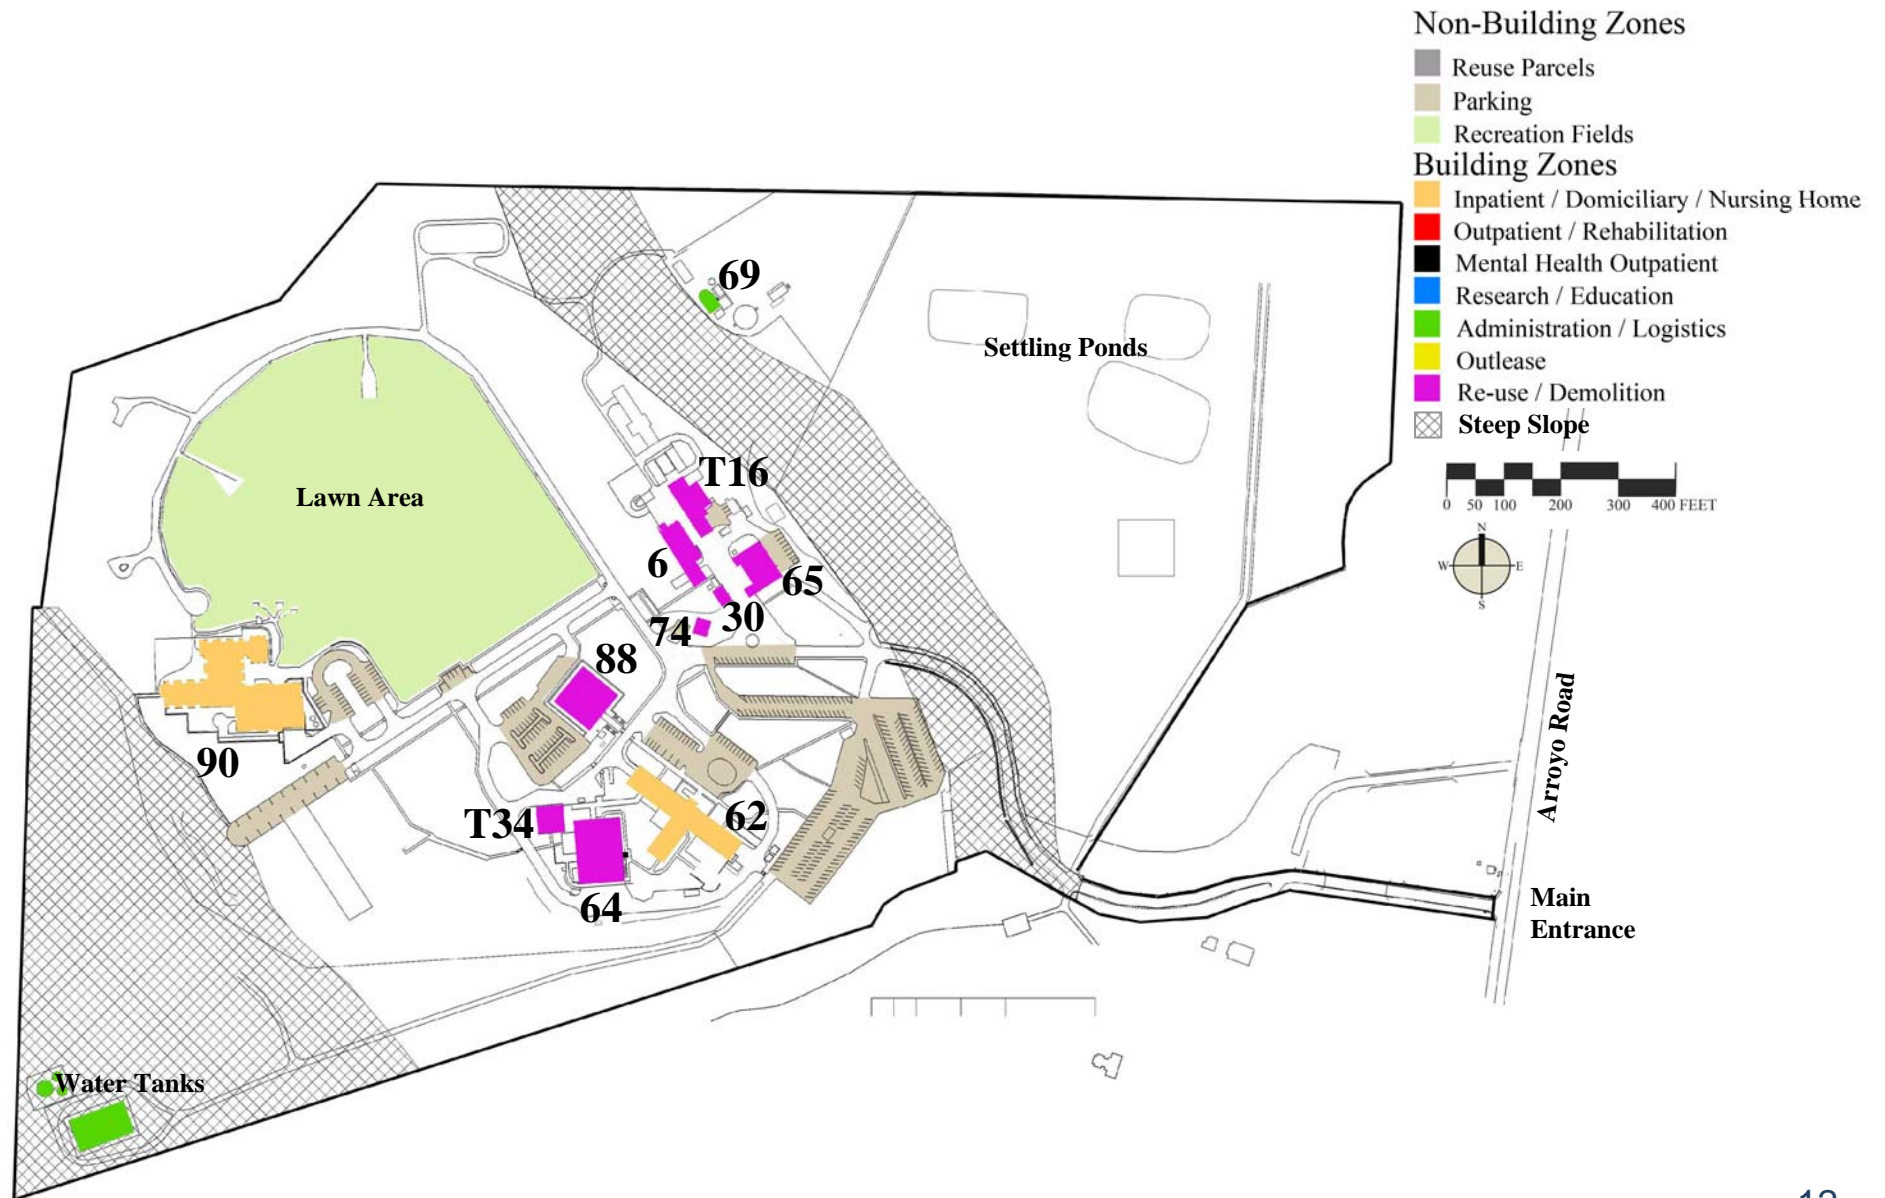 Non-Building Zones
Reuse Parcels
Parking
Recreation Fields
Building Zones
Inpatient / Domiciliary / Nursing Home
Outpatient / Rehabilitation
Mental Health Outpatient
Research / Education
Administration / Logistics
Outlease
Re-use / Demolition
Steep Slope
0 50 100 200 300 400 FEET
N
W E
S
69
Settling Ponds
T16
Lawn Area
6
65
30
74
88
90
T34
62
64
Arroyo Road
Main
Entrance
Water Tanks